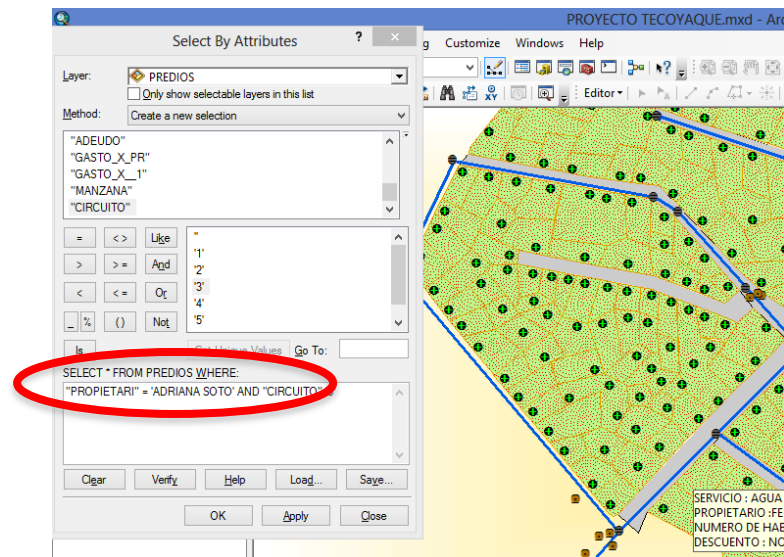 PROYECTO TECOYAQUE.mxd - Arc
Select By Attributes ?
Customize Windows Help
Layer: PREDIOS
Only show selectable layers in this list
Method: Create a new selection
Editor
"ADEUDO"
"GASTO_X_PR"
"GASTO_X__1"
"MANZANA"
"CIRCUITO"
= <> Like
> >= And
< <= Or
_ % () Not
''
'1'
'2'
'3'
'4'
'5'
Is Get Unique Values Go To:
SELECT * FROM PREDIOS WHERE:
"PROPIETARI" = 'ADRIANA SOTO' AND "CIRCUITO"
Clear Verify Help Load... Save...
OK Apply Close
SERVICIO : AGUA
PROPIETARIO :FE
NUMERO DE HAB
DESCUENTO : NO